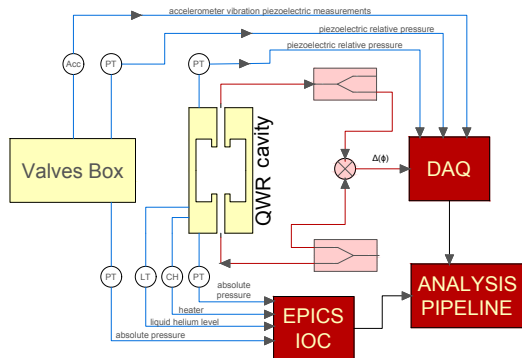 accelerometer vibration piezoelectric measurements
piezoelectric relative pressure
piezoelectric relative pressure
Acc
PT
PT
QWR cavity
Valves Box
Δ(ϕ)
DAQ
PT
LT
CH
PT
absolute
pressure
heater
liquid helium level
absolute pressure
EPICS
IOC
ANALYSIS
PIPELINE